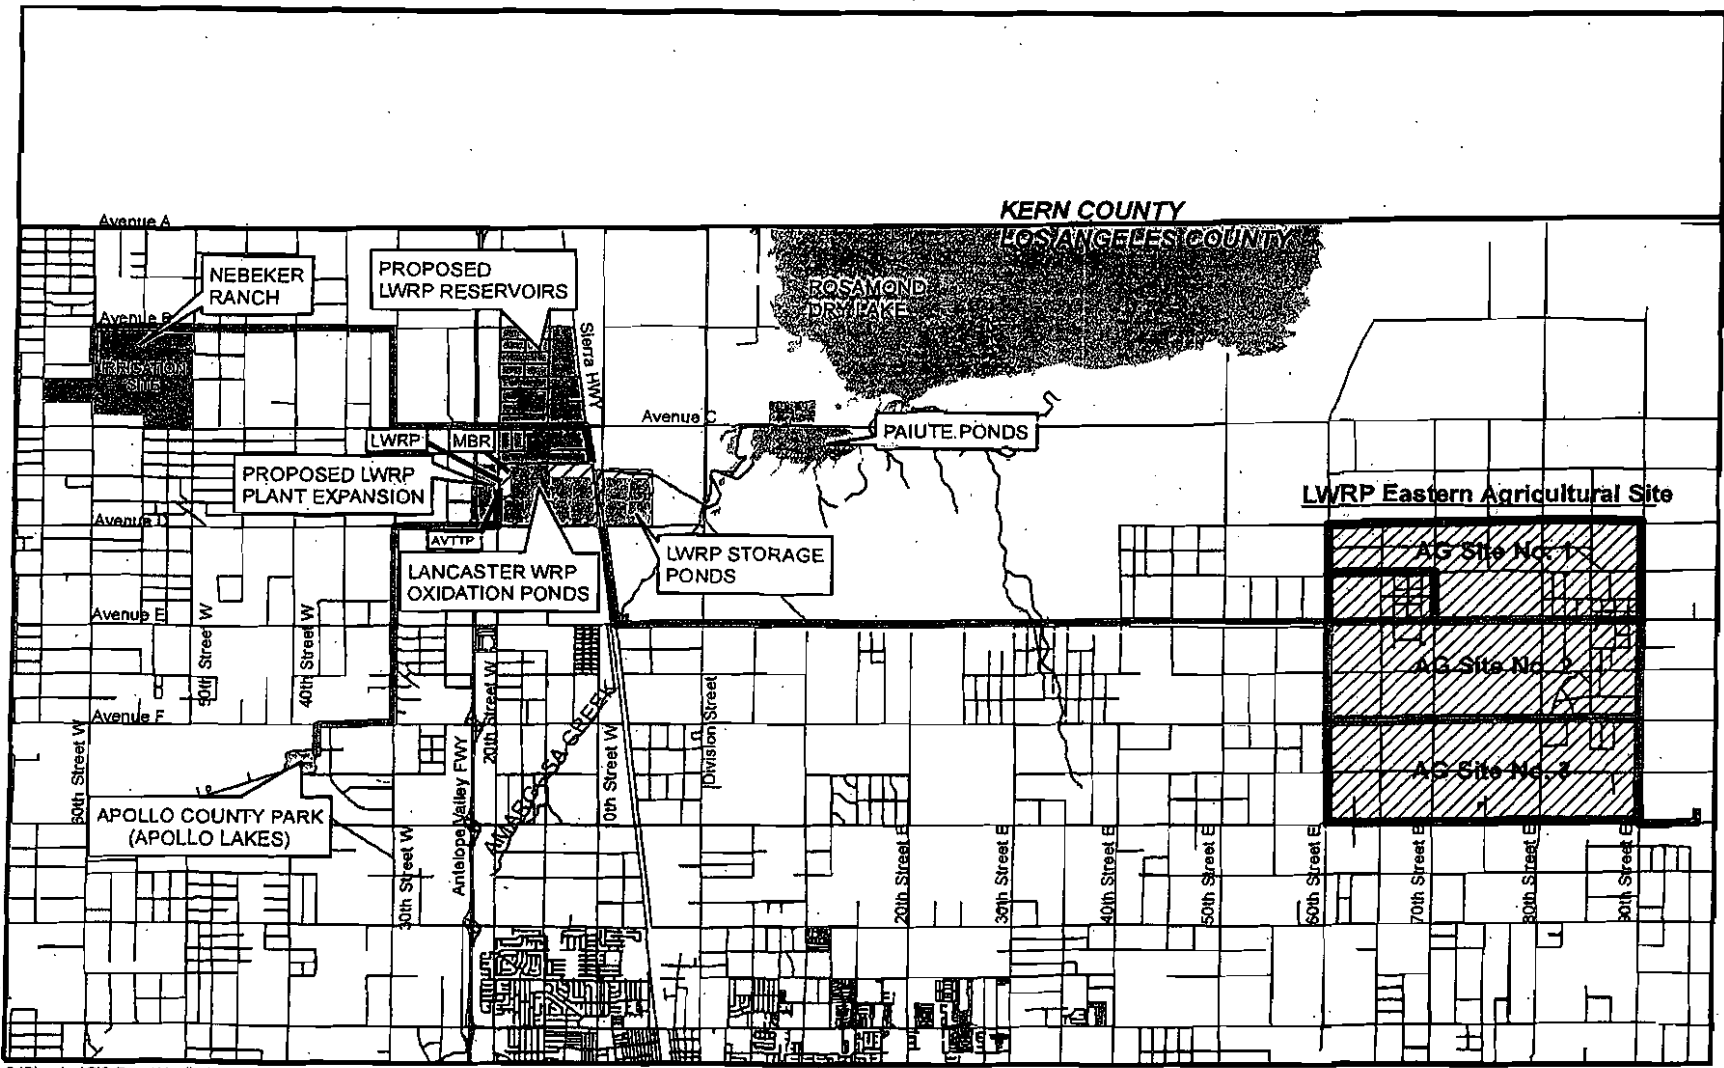 KERN COUNTY
LOS ANGELES COUNTY
Avenue A
NEBEKER
RANCH
PROPOSED
LWRP RESERVOIRS
ROSAMOND
DRY LAKE
Avenue B
Sierra HWY
IRRIGATION
SITE
Avenue C
PAIUTE PONDS
LWRP
MBR
PROPOSED LWRP
PLANT EXPANSION
LWRP Eastern Agricultural Site
Avenue D
AVTTP
LANCASTER WRP
OXIDATION PONDS
LWRP STORAGE
PONDS
AG Site No. 1
Avenue E
50th Street W
40th Street W
20th Street W
AMARGOSA CREEK
AG Site No. 2
Avenue F
60th Street W
Antelope Valley FWY
10th Street W
Division Street
AG Site No. 3
APOLLO COUNTY PARK
(APOLLO LAKES)
30th Street W
20th Street E
30th Street E
40th Street E
50th Street E
60th Street E
70th Street E
80th Street E
90th Street E